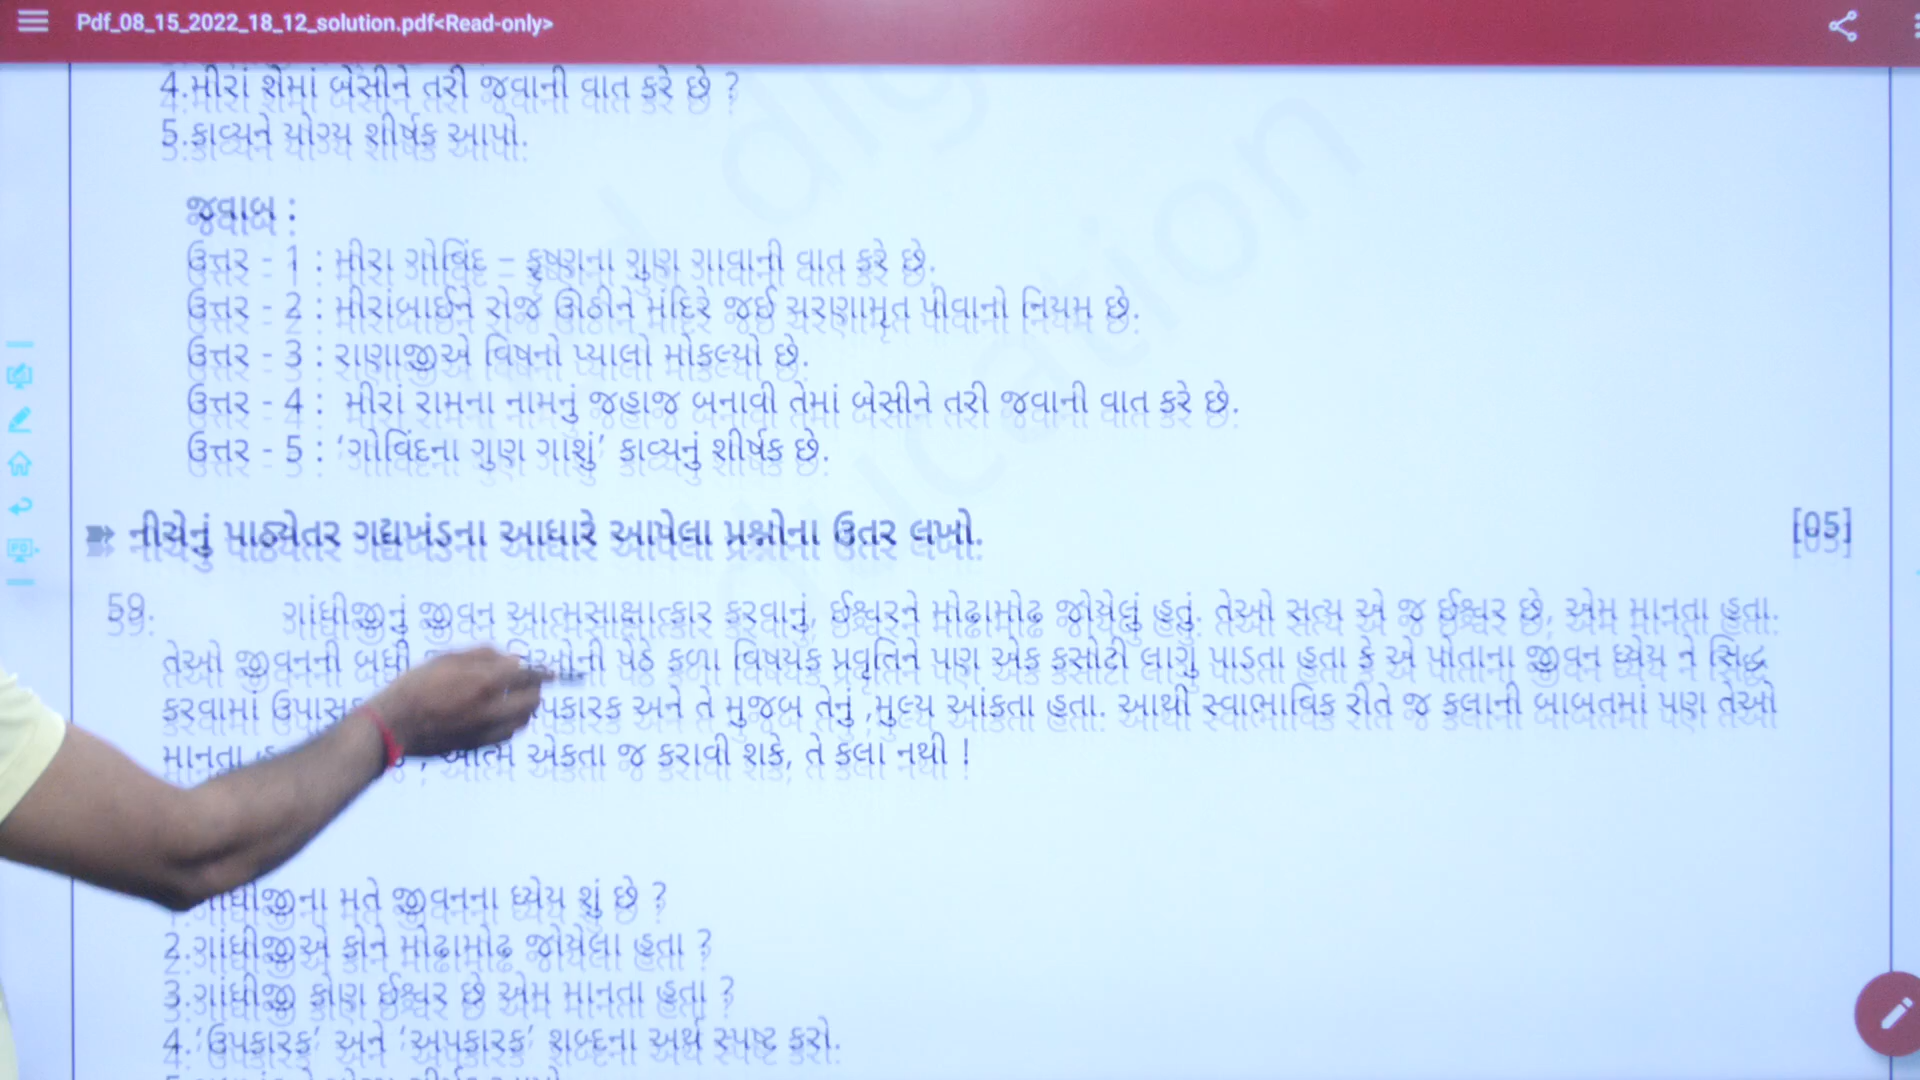 Pdf_08_15_2022_18_12_solution.pdf<Read-only>
4.મીરાં શેમાં બેસીને તરી જવાની વાત કરે છે ?
5.કાવ્યને યોગ્ય શીર્ષક આપો.
જવાબ :
ઉત્તર - 1 : મીરા ગોવિંદ – કૃષ્ણના ગુણ ગાવાની વાત કરે છે.
ઉત્તર - 2 : મીરાંબાઈને રોજ ઊઠીને મંદિરે જઈ ચરણામૃત પીવાનો નિયમ છે.
ઉત્તર - 3 : રાણાજીએ વિષનો પ્યાલો મોકલ્યો છે.
ઉત્તર - 4 : મીરાં રામના નામનું જહાજ બનાવી તેમાં બેસીને તરી જવાની વાત કરે છે.
ઉત્તર - 5 : ‘ગોવિંદના ગુણ ગાશું’ કાવ્યનું શીર્ષક છે.
નીચેનું પાઠ્યેતર ગદ્યખંડના આધારે આપેલા પ્રશ્નોના ઉતર લખો. [05]
59. ગાંધીજીનું જીવન આત્મસાક્ષાત્કાર કરવાનું, ઈશ્વરને મોઢામોઢ જોયેલું હતું. તેઓ સત્ય એ જ ઈશ્વર છે, એમ માનતા હતા.
તેઓ જીવનની બધી પેઠે કળા વિષયક પ્રવૃતિને પણ એક કસોટી લાગુ પાડતા હતા કે એ પોતાના જીવન ધ્યેય ને સિદ્ધ
કરવામાં અને તે મુજબ તેનું ,મુલ્ય આંકતા હતા. આથી સ્વાભાવિક રીતે જ કલાની બાબતમાં પણ તેઓ
માનતા આત્મ એકતા જ કરાવી શકે, તે કલા નથી !
ગાંધીજીના મતે જીવનના ધ્યેય શું છે ?
2.ગાંધીજીએ કોને મોઢામોઢ જોયેલા હતા ?
3.ગાંધીજી કોણ ઈશ્વર છે એમ માનતા હતા ?
4.‘ઉપકારક’ અને ‘અપકારક’ શબ્દના અર્થ સ્પષ્ટ કરો.